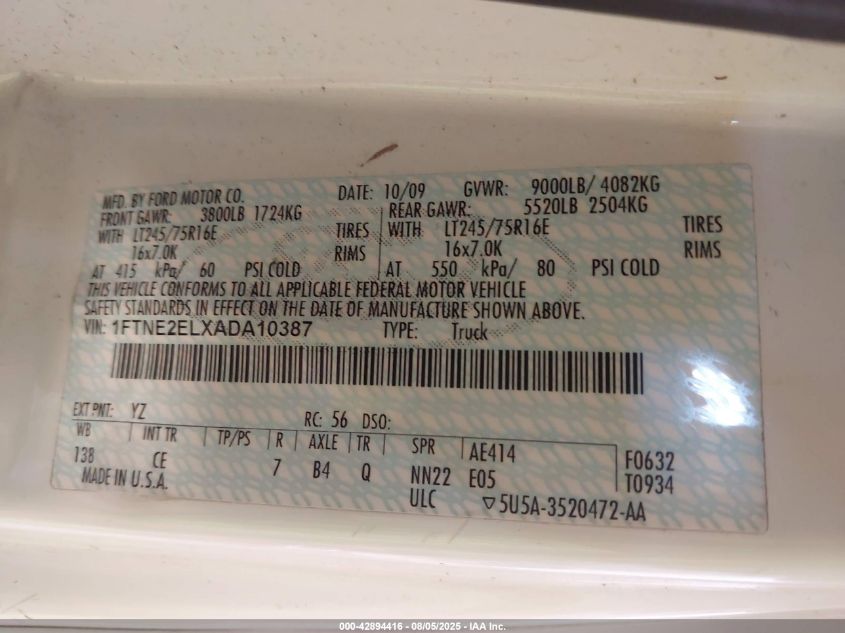 MFD. BY FORD MOTOR CO. DATE: 10/09 GVWR: 9000LB/ 4082KG
FRONT GAWR: 3800LB 1724KG REAR GAWR: 5520LB 2504KG
WITH LT245/75R16E TIRES WITH LT245/75R16E TIRES
16x7.0K RIMS 16x7.0K RIMS
AT 415 kPa/ 60 PSI COLD AT 550 kPa/ 80 PSI COLD
THIS VEHICLE CONFORMS TO ALL APPLICABLE FEDERAL MOTOR VEHICLE
SAFETY STANDARDS IN EFFECT ON THE DATE OF MANUFACTURE SHOWN ABOVE.
VIN: 1FTNE2ELXADA10387 TYPE: Truck
EXT PNT: YZ RC: 56 DSO:
WB INT TR TP/PS R AXLE TR SPR AE414 F0632
138 CE 7 B4 Q NN22 E05 T0934
MADE IN U.S.A. ULC ▽5U5A-3520472-AA
000-42894416 - 08/05/2025 - IAA Inc.